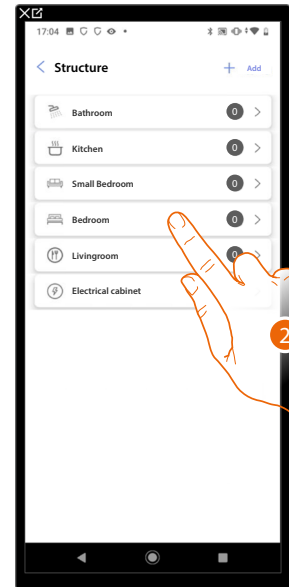 17:04
Structure
+ Add
Bathroom 0
Kitchen 0
Small Bedroom 0
Bedroom 0
Livingroom 0
Electrical cabinet
2